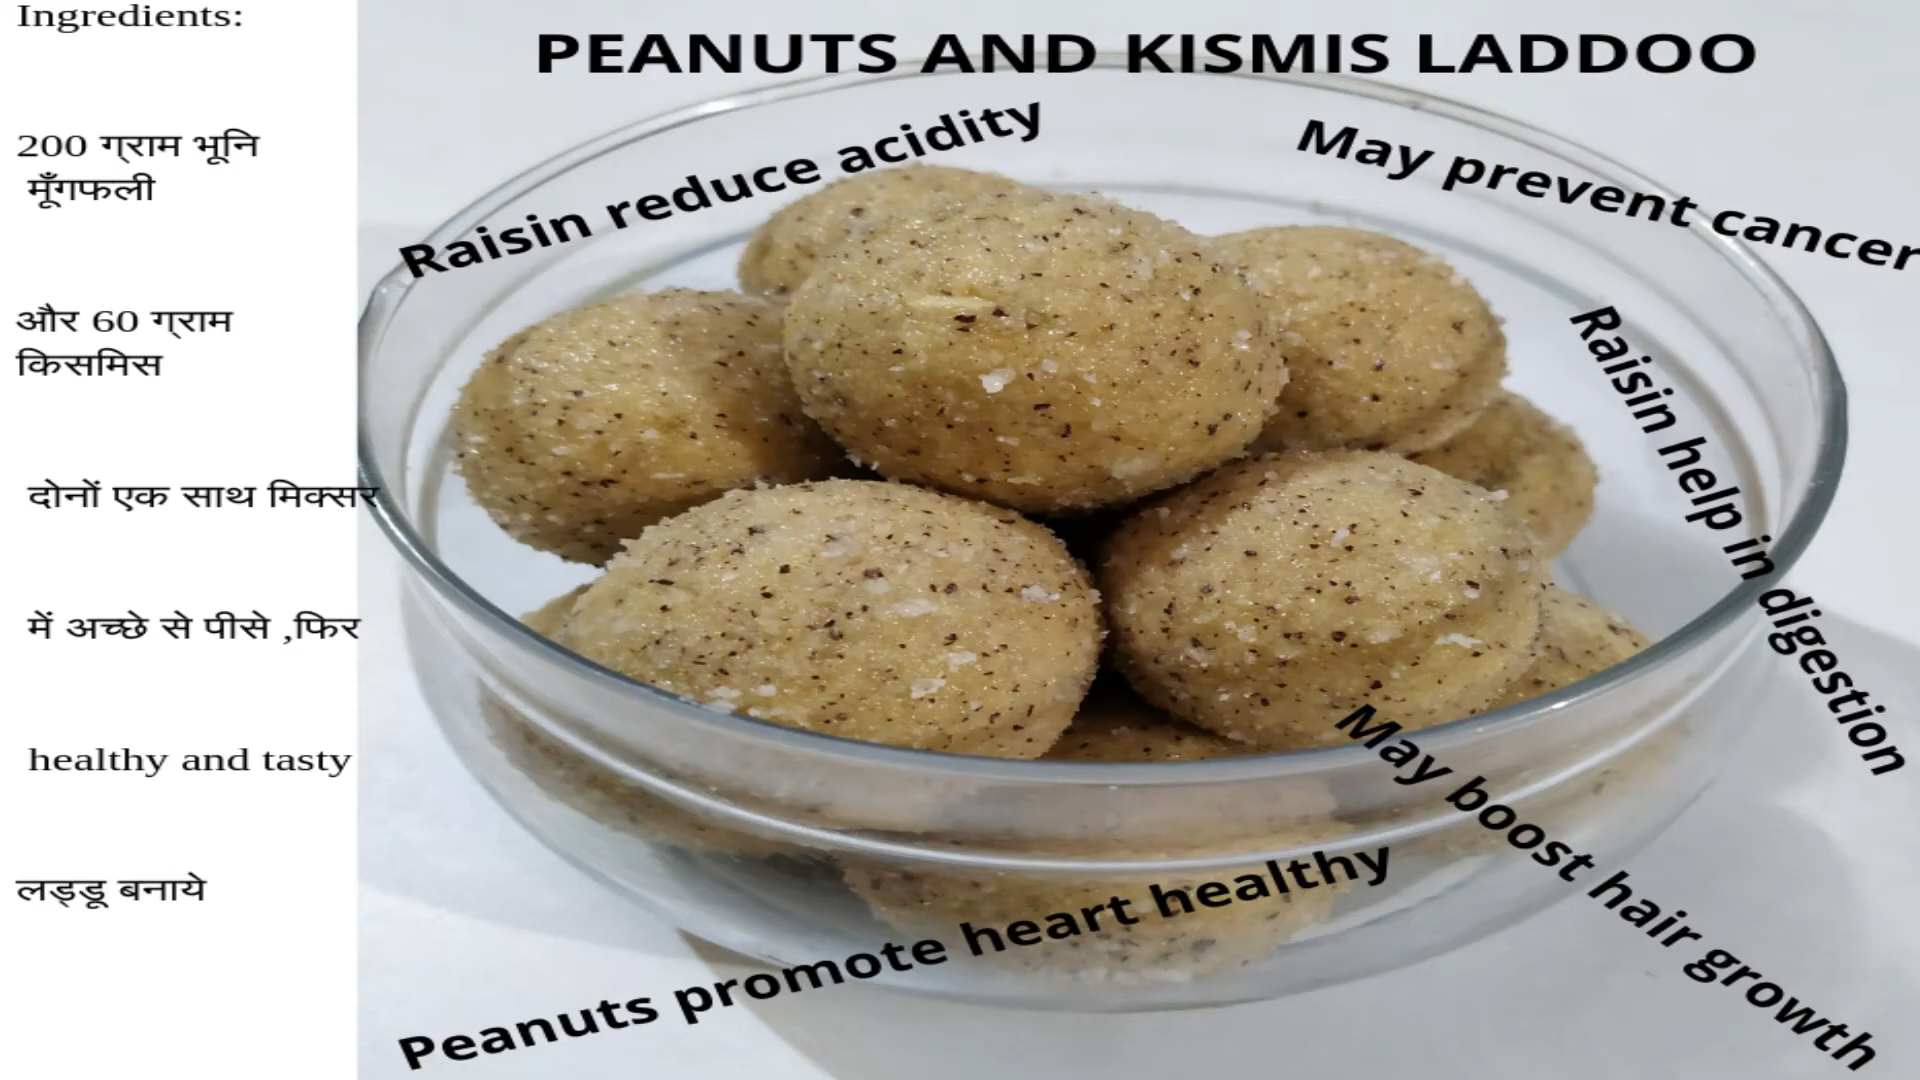 Ingredients:
200 ग्राम भूनि
मूँगफली
और 60 ग्राम
किसमिस
दोनों एक साथ मिक्सर
में अच्छे से पीसे ,फिर
healthy and tasty
लड्डू बनाये
PEANUTS AND KISMIS LADDOO
Raisin reduce acidity
May prevent cancer
Raisin help in digestion
May boost hair growth
Peanuts promote heart healthy